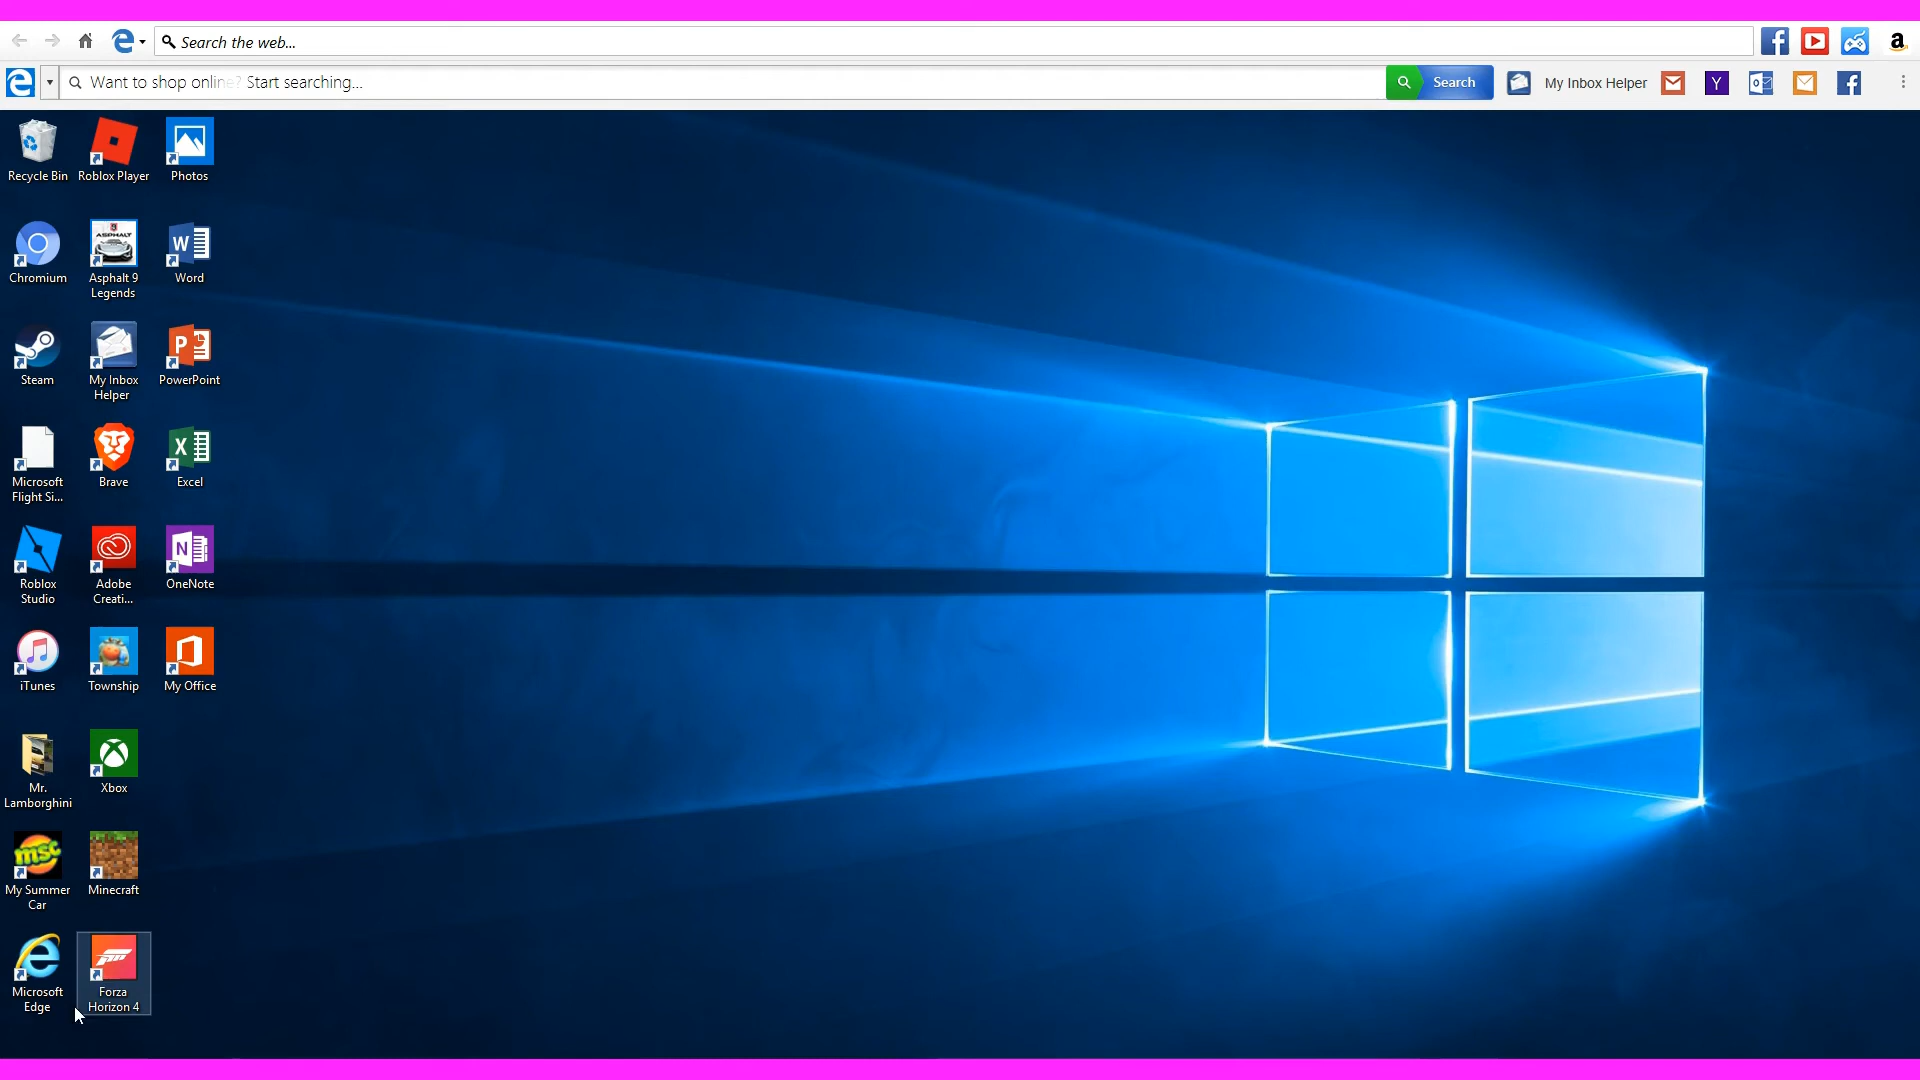 Search the web...
a
Want to shop online? Start searching...
Search
My Inbox Helper
Y
Recycle Bin
Roblox Player
Photos
Chromium
ASPHALT
Asphalt 9
Legends
W
Word
Steam
My Inbox
Helper
P
PowerPoint
Microsoft
Flight Si...
Brave
X
Excel
Roblox
Studio
Adobe
Creati...
N
OneNote
iTunes
Township
My Office
Mr.
Lamborghini
Xbox
msc
My Summer
Car
Minecraft
Microsoft
Edge
Forza
Horizon 4